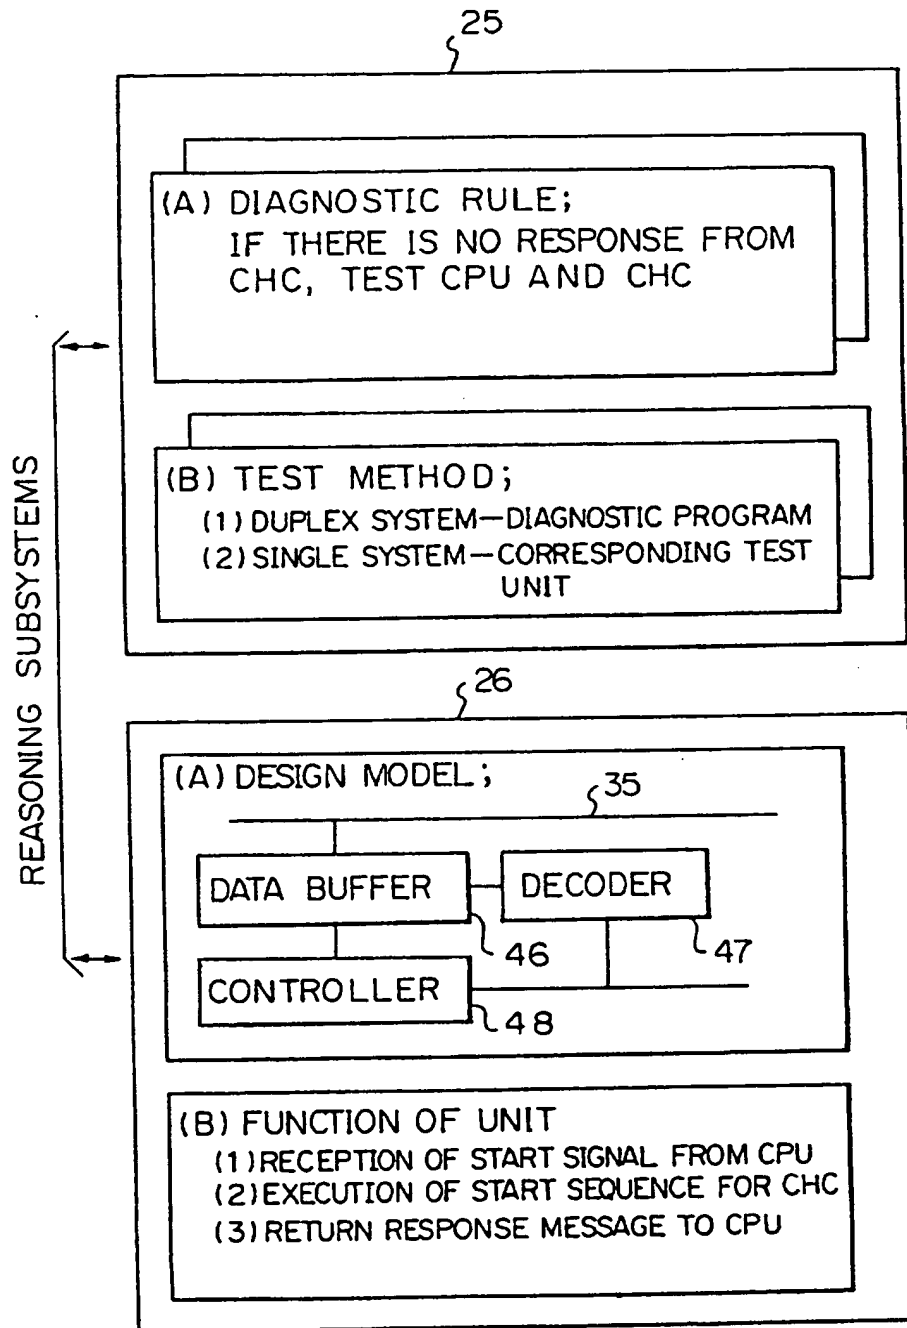 25
(A) DIAGNOSTIC RULE;
IF THERE IS NO RESPONSE FROM
CHC, TEST CPU AND CHC
REASONING SUBSYSTEMS
(B) TEST METHOD;
(1) DUPLEX SYSTEM—DIAGNOSTIC PROGRAM
(2) SINGLE SYSTEM—CORRESPONDING TEST
UNIT
26
(A) DESIGN MODEL;
35
DATA BUFFER
DECODER
46
47
CONTROLLER
48
(B) FUNCTION OF UNIT
(1) RECEPTION OF START SIGNAL FROM CPU
(2) EXECUTION OF START SEQUENCE FOR CHC
(3) RETURN RESPONSE MESSAGE TO CPU